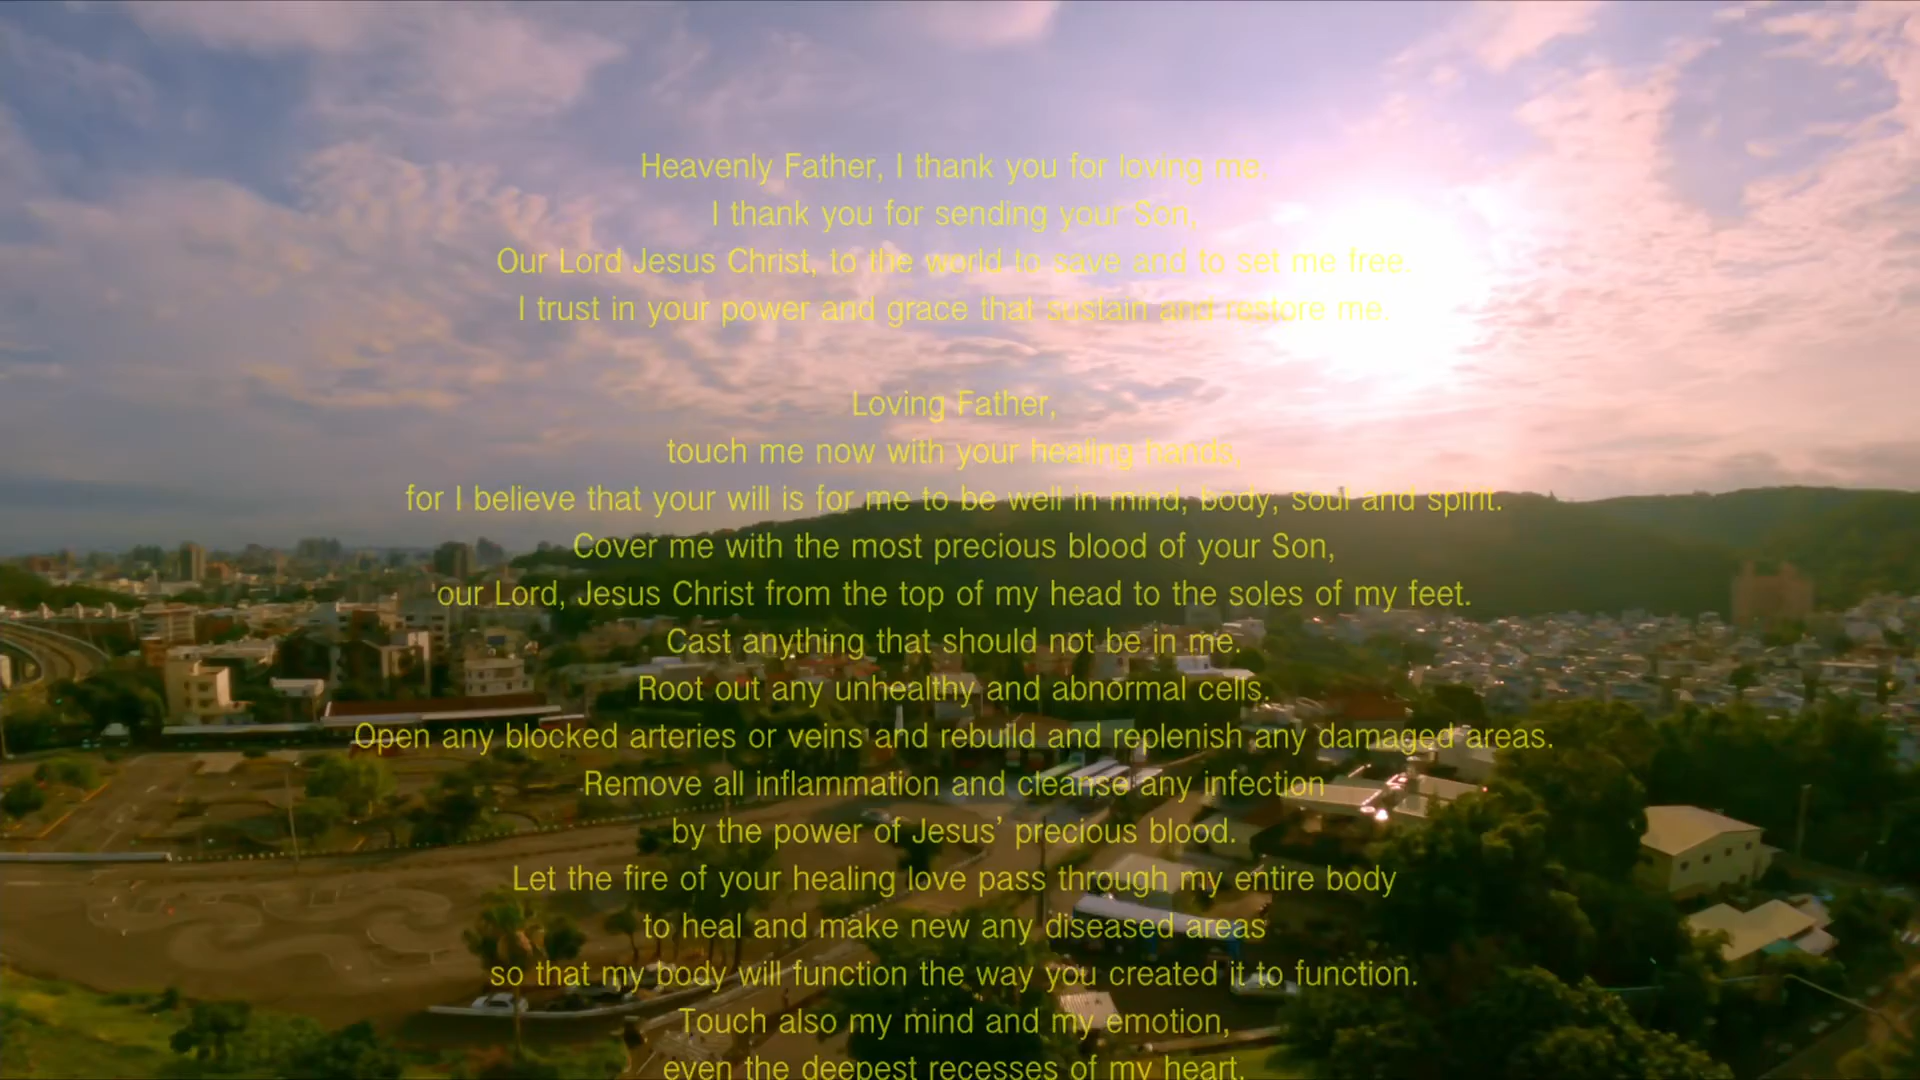 Heavenly Father, I thank you for loving me.
I thank you for sending your Son,
Our Lord Jesus Christ, to the world to save and to set me free.
I trust in your power and grace that sustain and restore me.
Loving Father,
touch me now with your healing hands,
for I believe that your will is for me to be well in mind, body, soul and spirit.
Cover me with the most precious blood of your Son,
our Lord, Jesus Christ from the top of my head to the soles of my feet.
Cast anything that should not be in me.
Root out any unhealthy and abnormal cells.
Open any blocked arteries or veins and rebuild and replenish any damaged areas.
Remove all inflammation and cleanse any infection
by the power of Jesus’ precious blood.
Let the fire of your healing love pass through my entire body
to heal and make new any diseased areas
so that my body will function the way you created it to function.
Touch also my mind and my emotion,
even the deepest recesses of my heart.